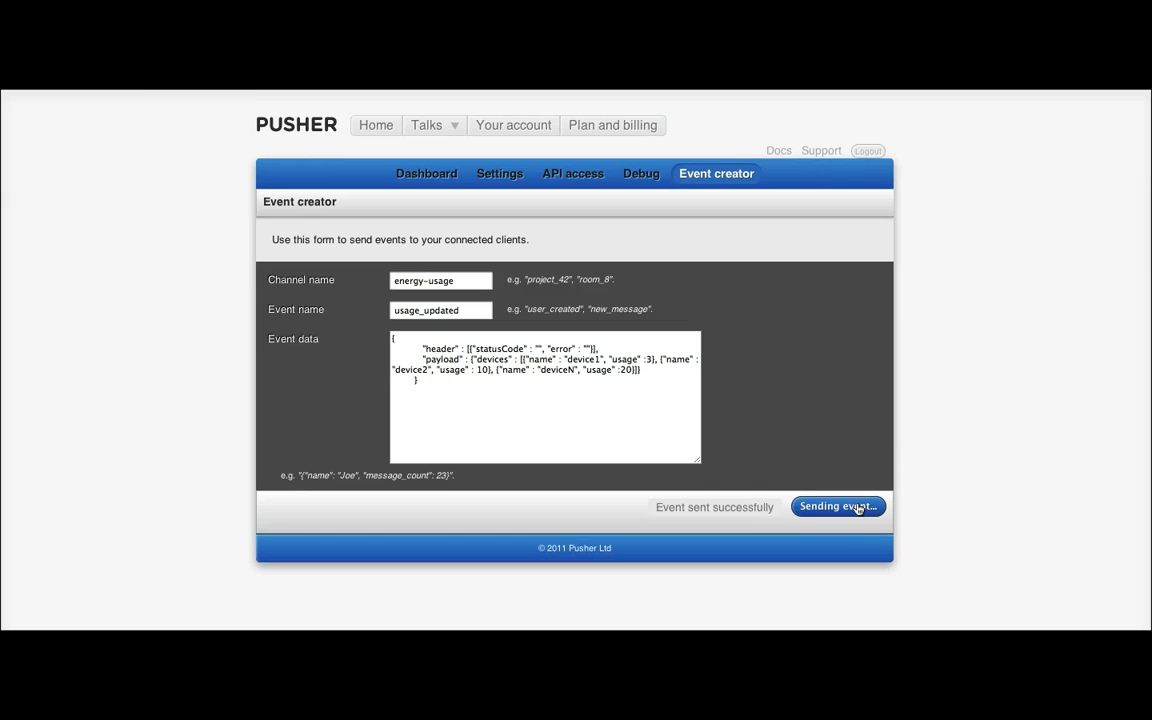 PUSHER Home Talks Your account Plan and billing
Docs Support Logout
Dashboard Settings API access Debug Event creator
Event creator
Use this form to send events to your connected clients.
Channel name energy-usage e.g. "project_42", "room_8".
Event name usage_updated e.g. "user_created", "new_message".
Event data
{
"header" : [{"statusCode" : "", "error" : ""}],
"payload" : {"devices" : [{"name" : "device1", "usage" :3}, {"name" :
"device2", "usage" : 10}, {"name" : "deviceN", "usage" :20}]}
}
e.g. "{"name": "Joe", "message_count": 23}".
Event sent successfully Sending event...
© 2011 Pusher Ltd